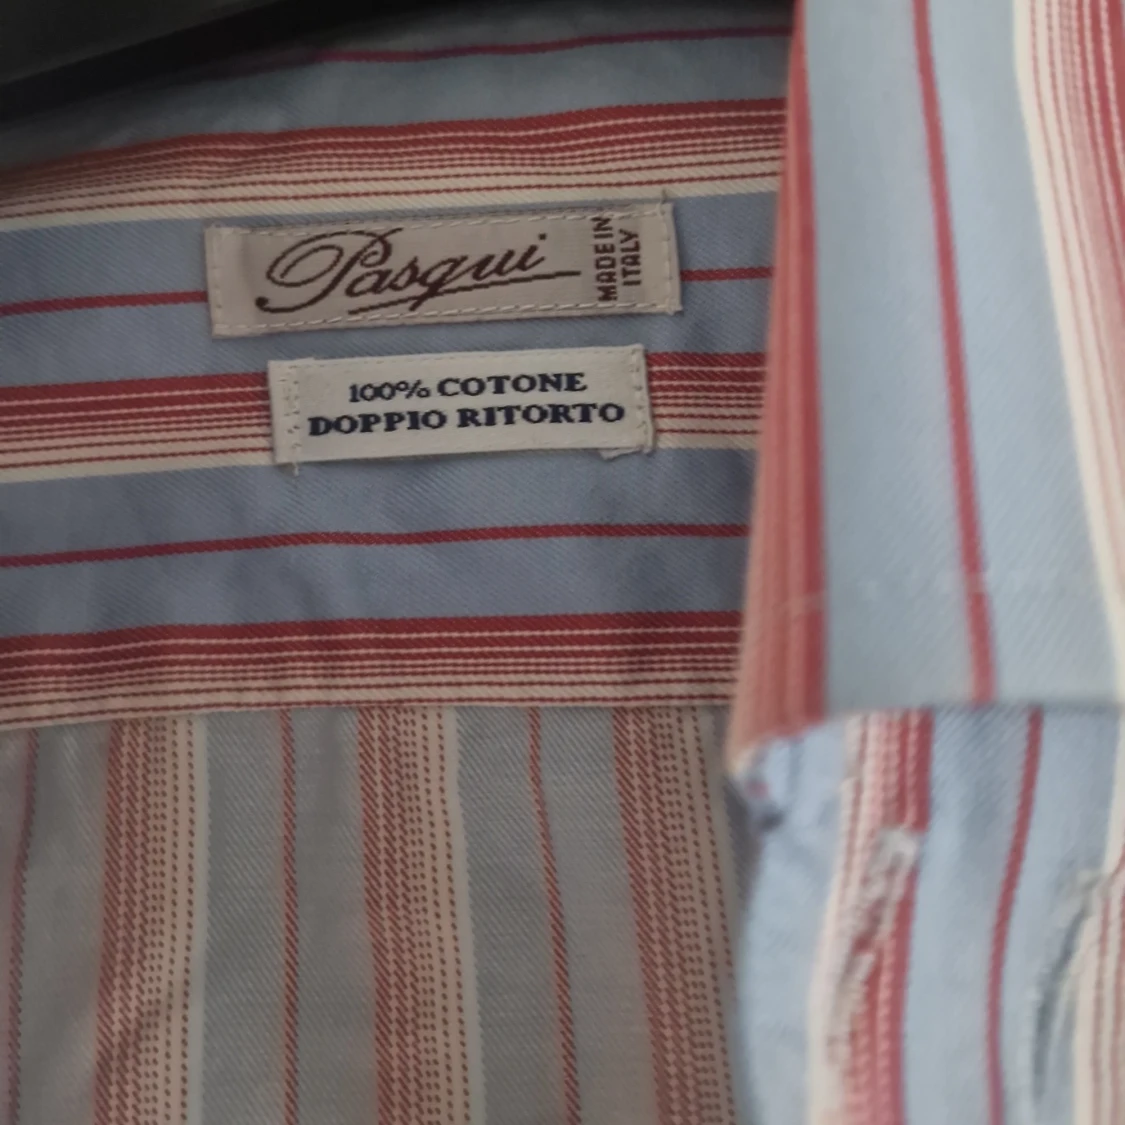 Pasqui
MADE IN
ITALY
100% COTONE
DOPPIO RITORTO